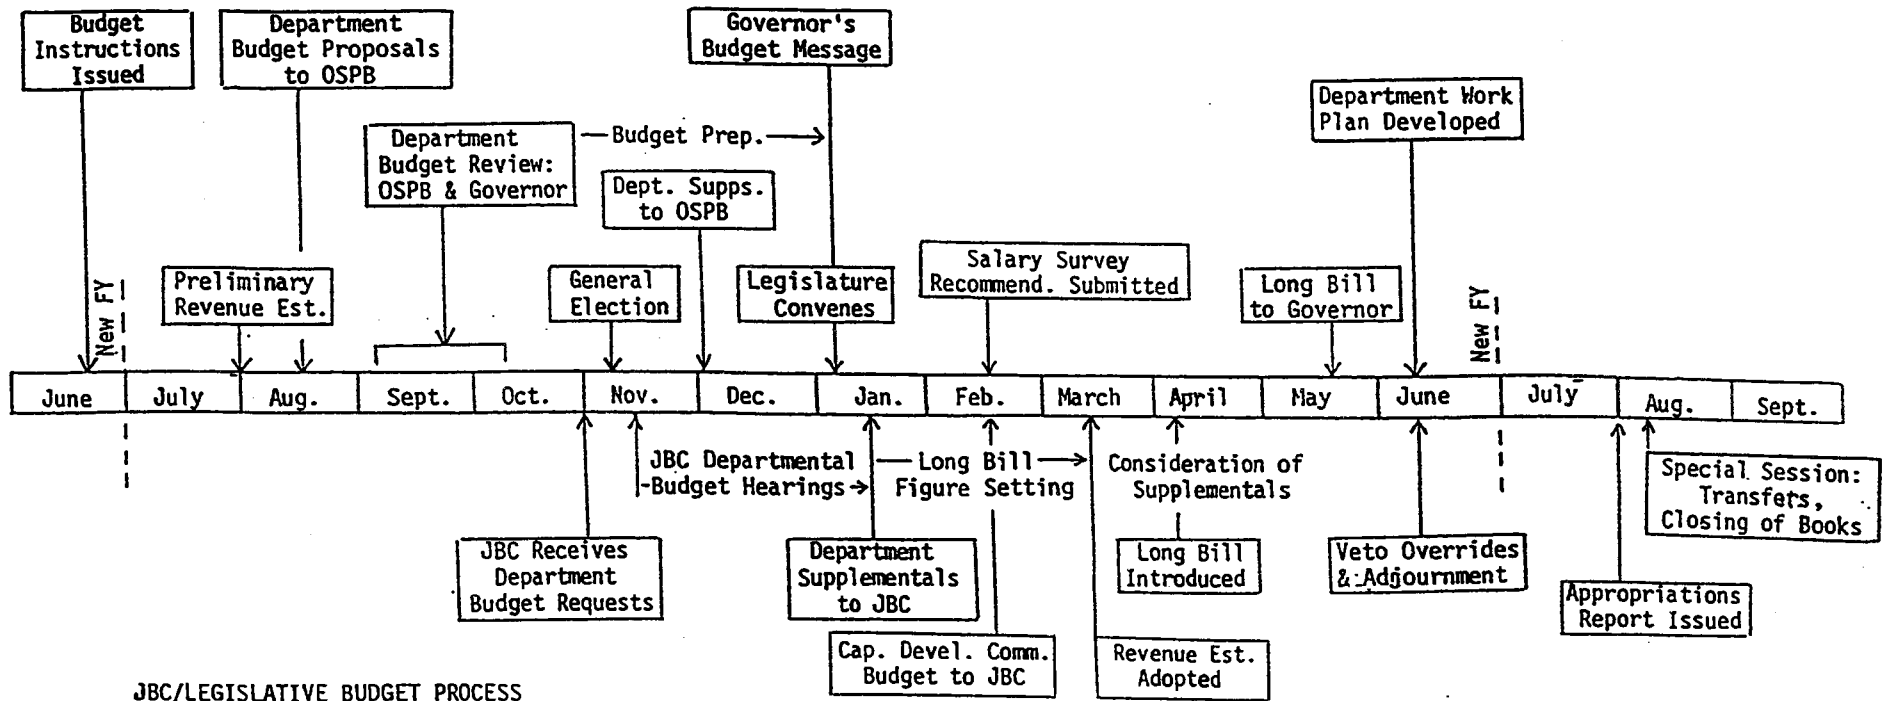 Budget
Instructions
Issued
Department
Budget Proposals
to OSPB
Governor's
Budget Message
Department Work
Plan Developed
Department
Budget Review:
OSPB & Governor
Budget Prep.
Dept. Supps.
to OSPB
New FY
Preliminary
Revenue Est.
General
Election
Legislature
Convenes
Salary Survey
Recommend. Submitted
Long Bill
to Governor
New FY
June July Aug. Sept. Oct. Nov. Dec. Jan. Feb. March April May June July Aug. Sept.
JBC Departmental
Budget Hearings
Long Bill
Figure Setting
Consideration of
Supplementals
Special Session:
Transfers,
Closing of Books
JBC Receives
Department
Budget Requests
Department
Supplementals
to JBC
Long Bill
Introduced
Veto Overrides
& Adjournment
Appropriations
Report Issued
Cap. Devel. Comm.
Budget to JBC
Revenue Est.
Adopted
JBC/LEGISLATIVE BUDGET PROCESS